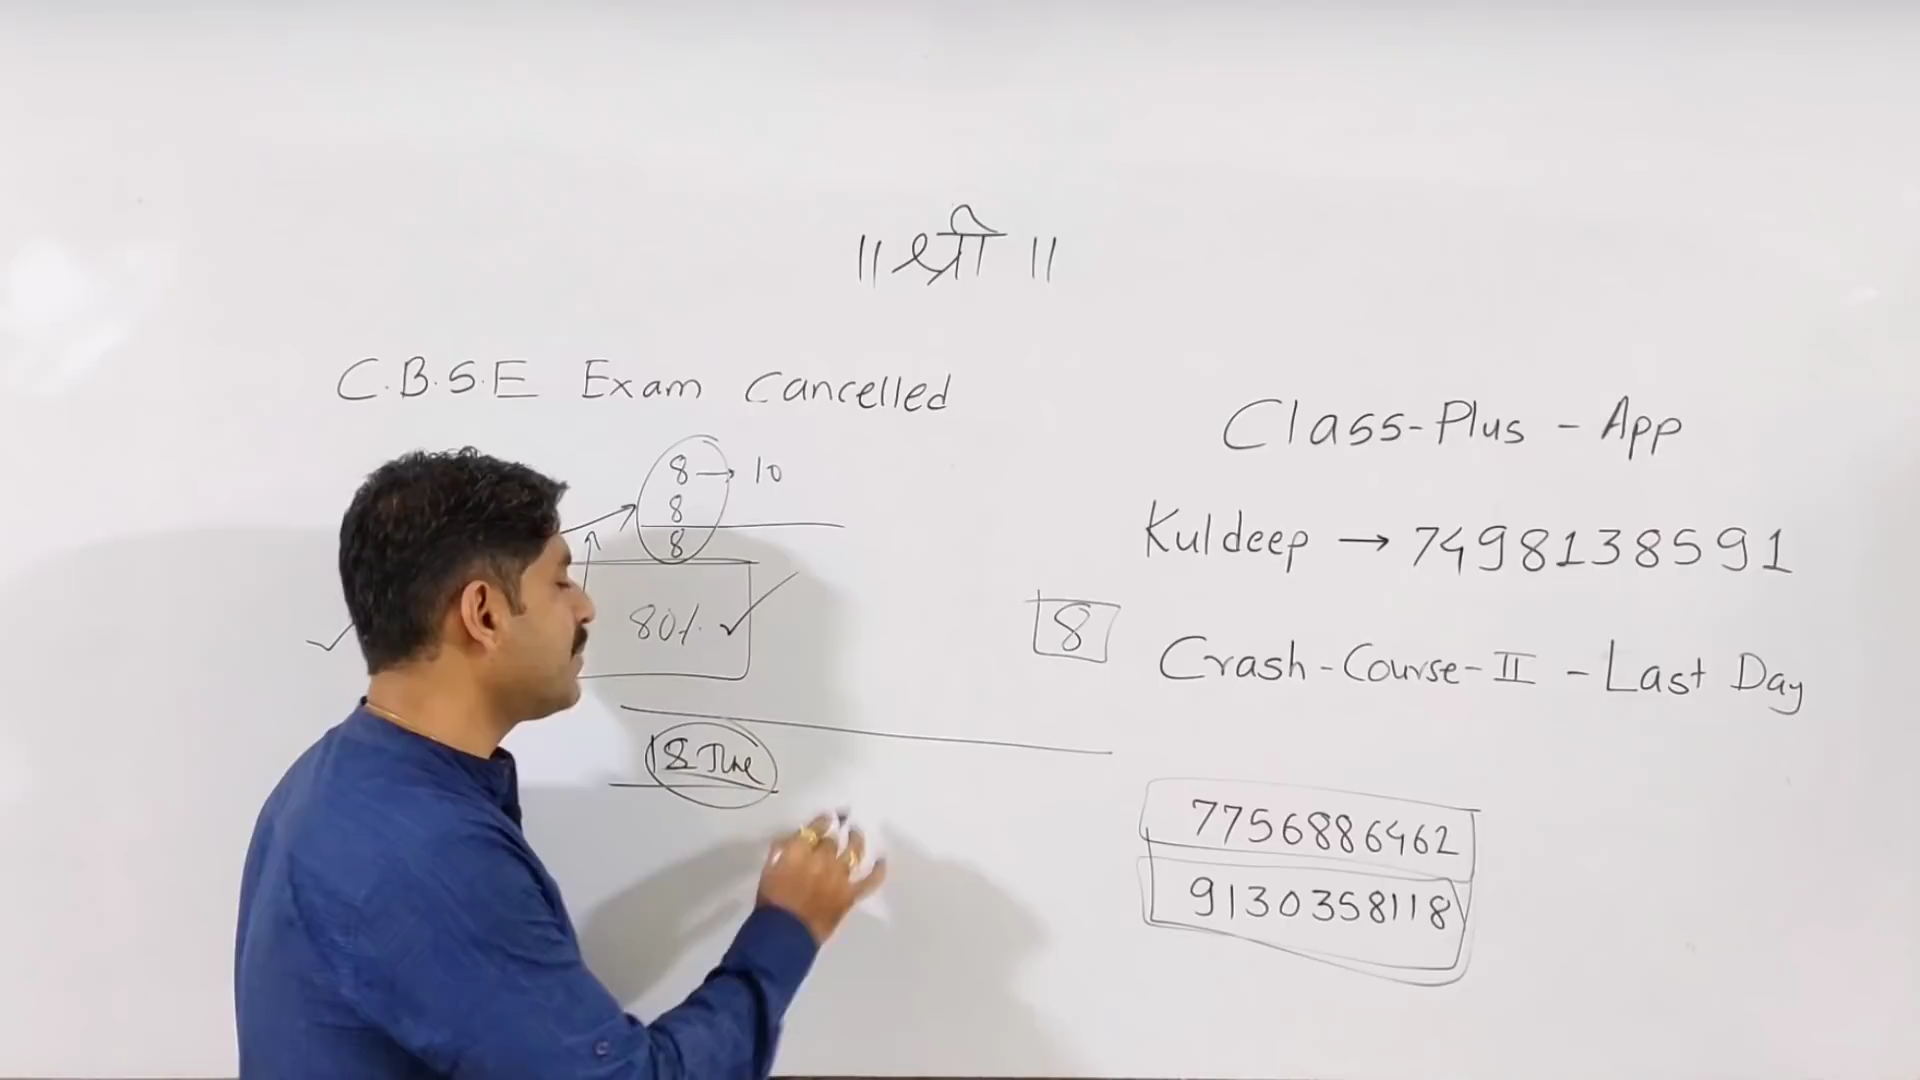 ॥ श्री ॥
C.B.S.E Exam Cancelled
8 → 10
8
8
80%. ✓
18 June
Class-Plus - App
Kuldeep → 7498138591
8
Crash-Course-II - Last Day
7756886462
9130358118